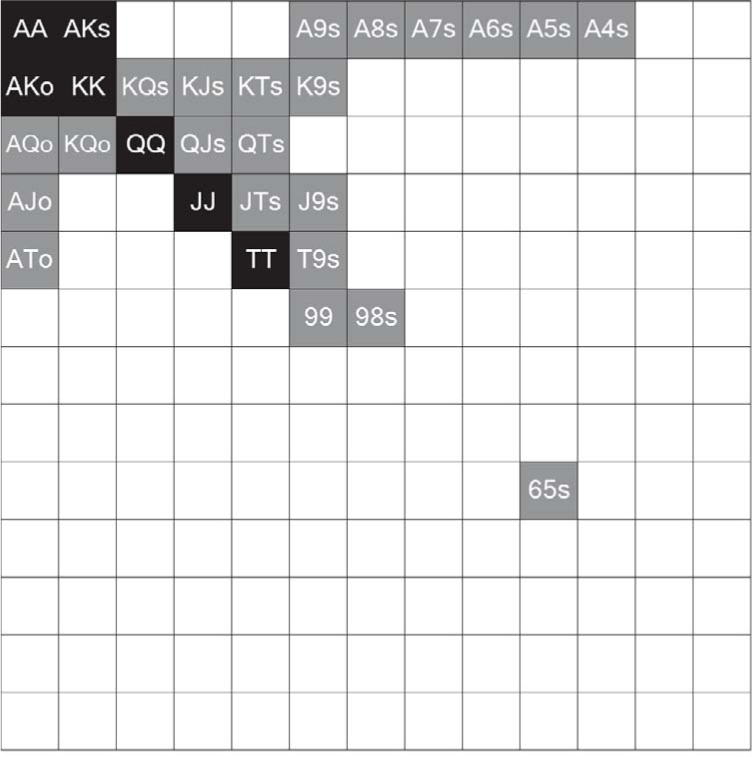 AA AKs A9s A8s A7s A6s A5s A4s
AKo KK KQs KJs KTs K9s
AQo KQo QQ QJs QTs
AJo JJ JTs J9s
ATo TT T9s
99 98s
65s